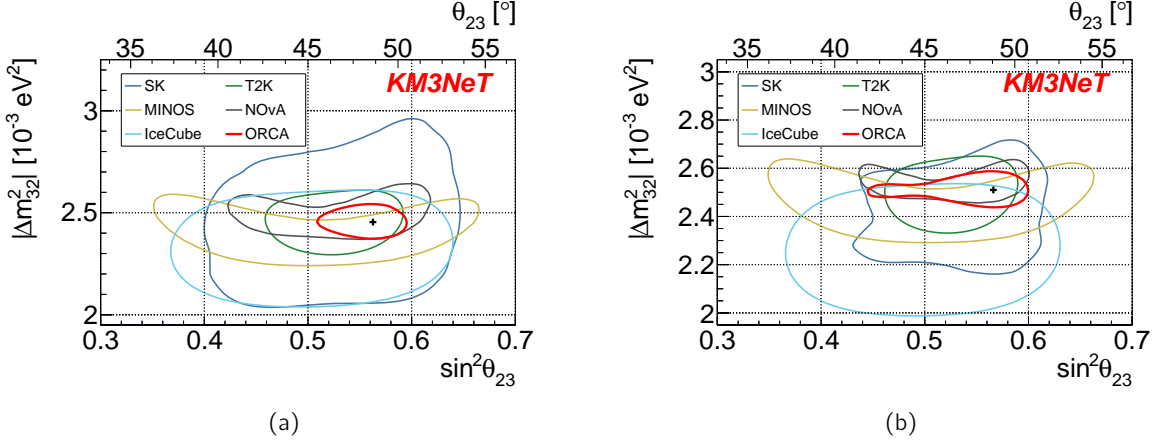 θ23 [°]
35 40 45 50 55
KM3NeT
SK T2K
MINOS NOvA
IceCube ORCA
|Δm²32| [10⁻³ eV²]
3
2.5
2
0.3 0.4 0.5 0.6 0.7
sin²θ23
(a)
θ23 [°]
35 40 45 50 55
KM3NeT
SK T2K
MINOS NOvA
IceCube ORCA
|Δm²32| [10⁻³ eV²]
3
2.8
2.6
2.4
2.2
2
0.3 0.4 0.5 0.6 0.7
sin²θ23
(b)